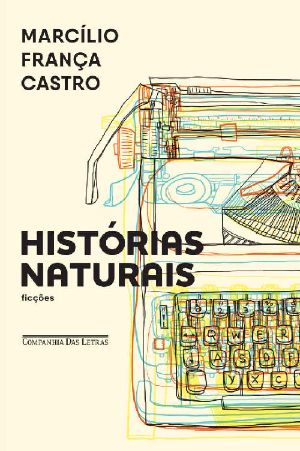 MARCÍLIO
FRANÇA
CASTRO
HISTÓRIAS
NATURAIS
ficções
COMPANHIA DAS LETRAS